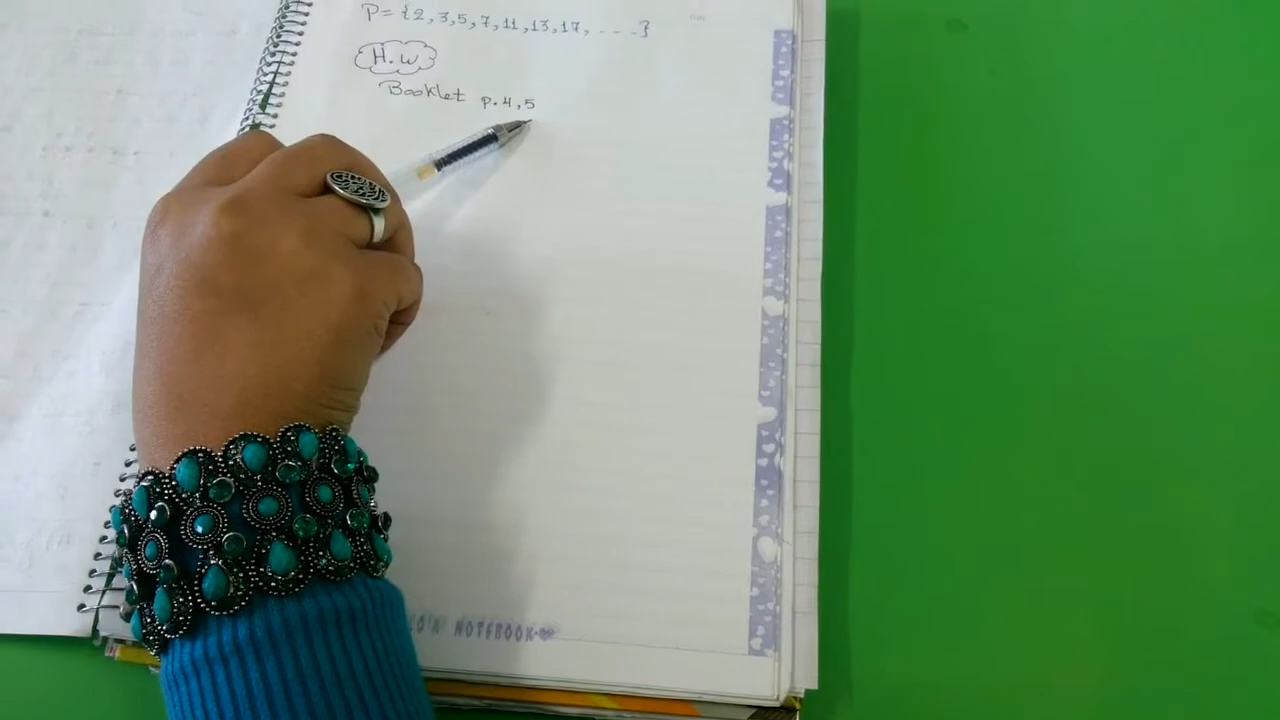 P = {2, 3, 5, 7, 11, 13, 17, - - - -}
H.w
Booklet p. 4, 5
NOTEBOOK